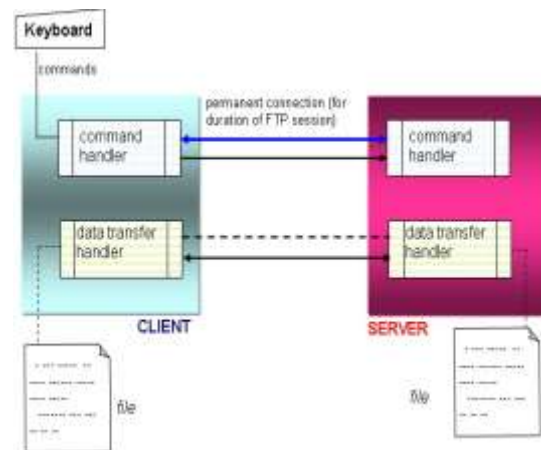 Keyboard
commands
permanent connection (for
duration of FTP session)
command
handler
command
handler
data transfer
handler
data transfer
handler
CLIENT
SERVER
file
file